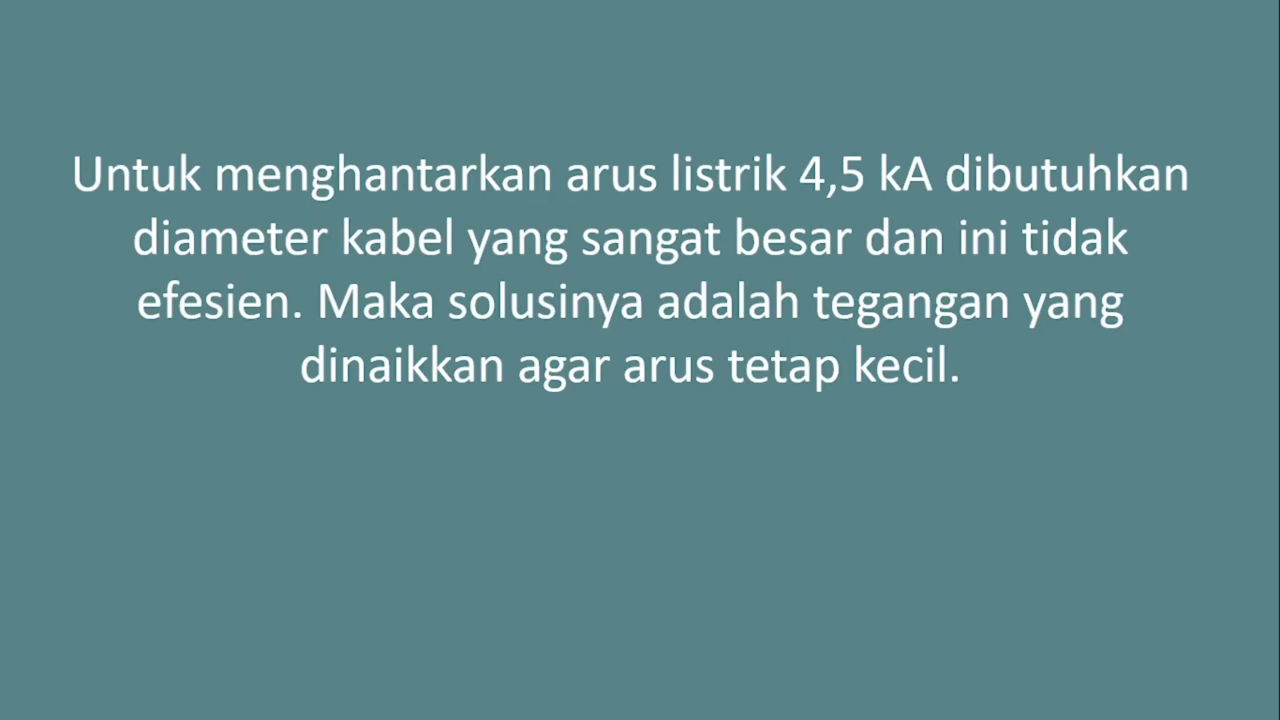 Untuk menghantarkan arus listrik 4,5 kA dibutuhkan
diameter kabel yang sangat besar dan ini tidak
efesien. Maka solusinya adalah tegangan yang
dinaikkan agar arus tetap kecil.